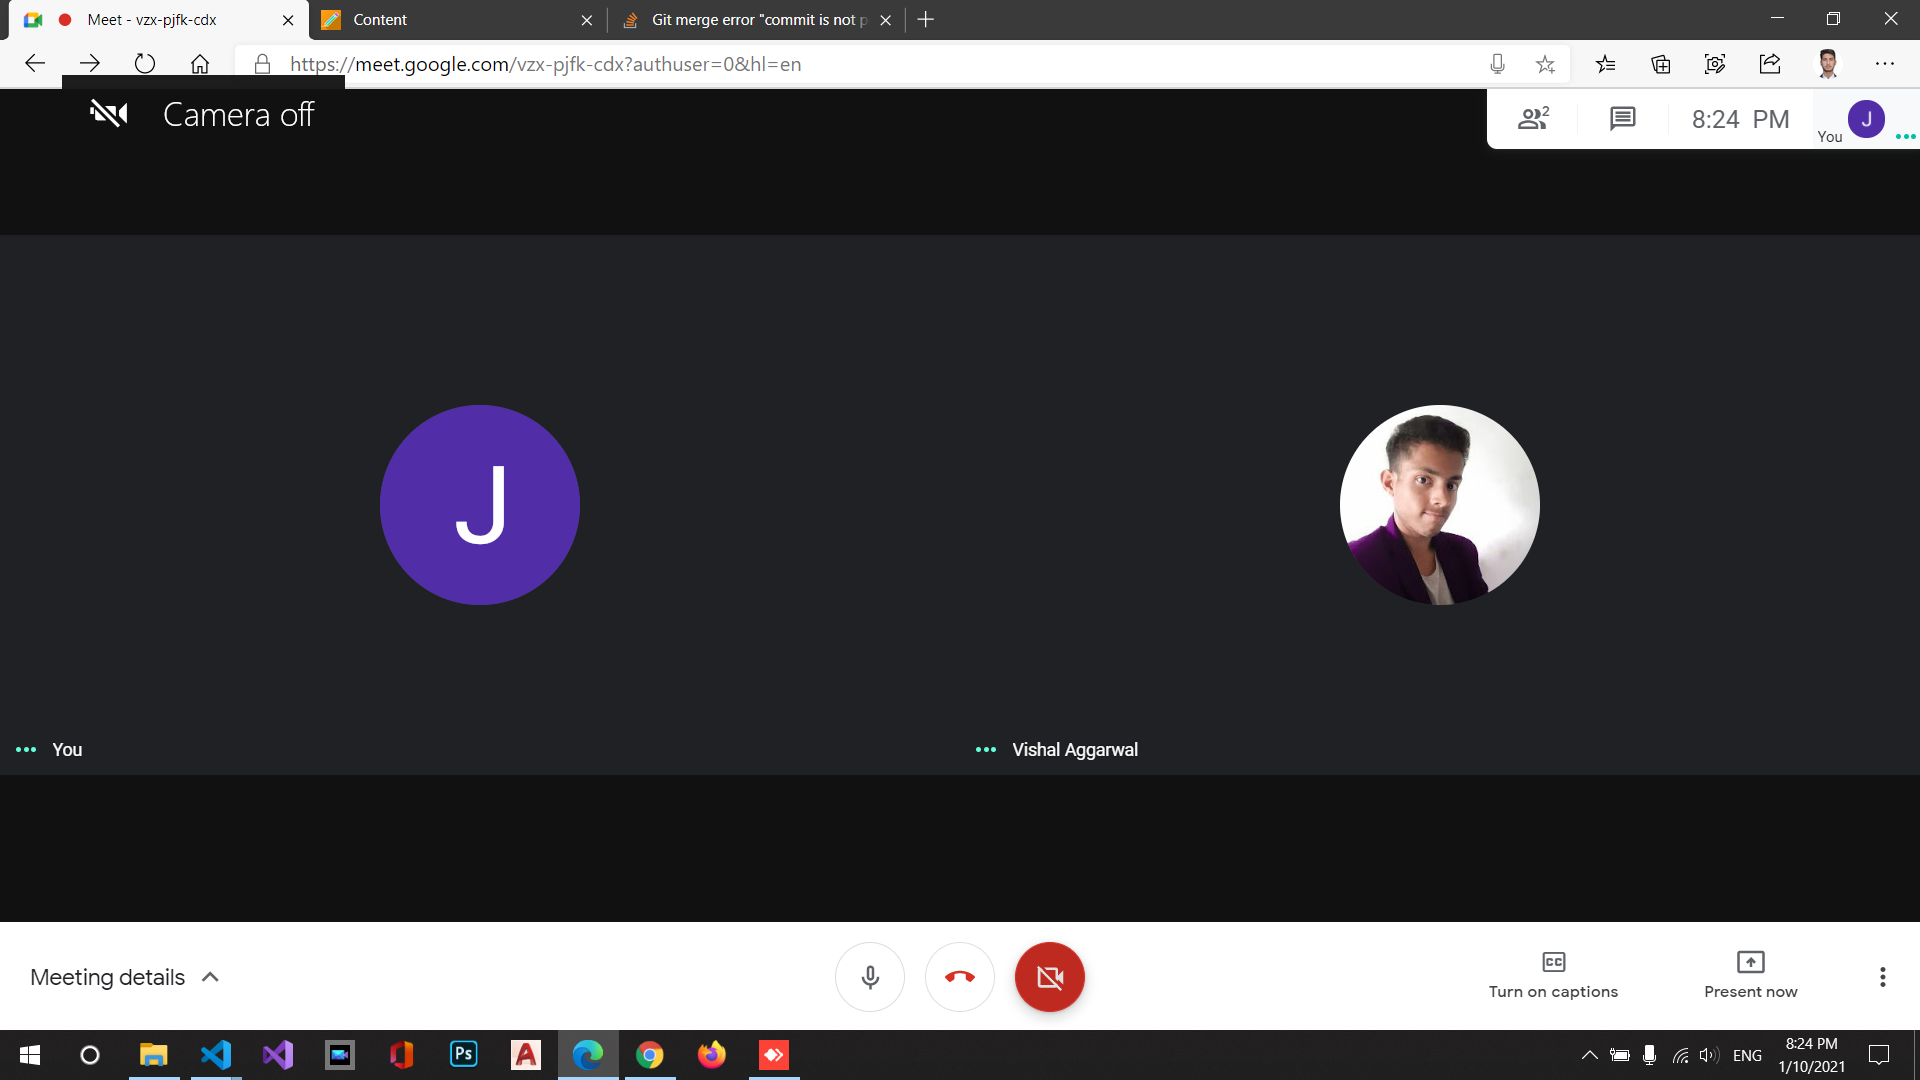 Meet - vzx-pjfk-cdx
Content
Git merge error "commit is not p
https://meet.google.com/vzx-pjfk-cdx?authuser=0&hl=en
Camera off
2
8:24 PM
You
J
J
You
Vishal Aggarwal
Meeting details
CC
Turn on captions
Present now
Ps
A
ENG
8:24 PM
1/10/2021